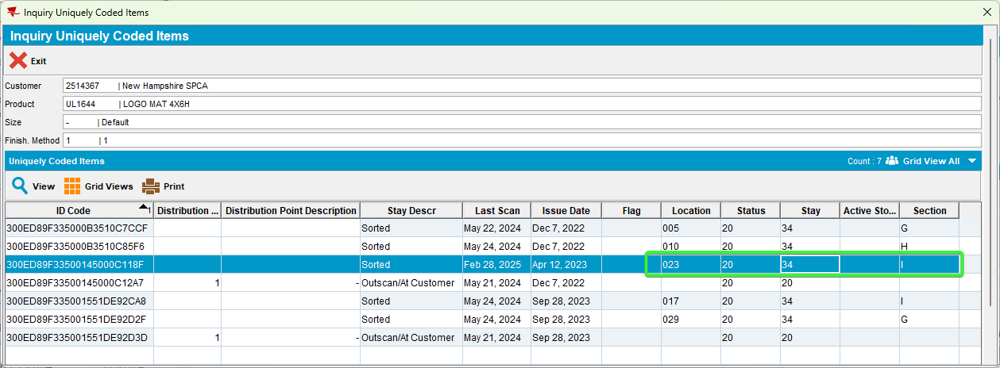 Inquiry Uniquely Coded Items
Inquiry Uniquely Coded Items
Exit
Customer 2514367 | New Hampshire SPCA
Product UL1644 | LOGO MAT 4X6H
Size - | Default
Finish. Method 1 | 1
Uniquely Coded Items Count : 7 Grid View All
View Grid Views Print
ID Code 1 Distribution ... Distribution Point Description Stay Descr Last Scan Issue Date Flag Location Status Stay Active Sto... Section
300ED89F335000B3510C7CCF Sorted May 22, 2024 Dec 7, 2022 005 20 34 G
300ED89F335000B3510C85F6 Sorted May 24, 2024 Dec 7, 2022 010 20 34 H
300ED89F33500145000C118F Sorted Feb 28, 2025 Apr 12, 2023 023 20 34 I
300ED89F33500145000C12A7 1 - Outscan/At Customer May 21, 2024 Dec 7, 2022 20 20
300ED89F335001551DE92CA8 Sorted May 24, 2024 Sep 28, 2023 017 20 34 I
300ED89F335001551DE92D2F Sorted May 24, 2024 Sep 28, 2023 029 20 34 G
300ED89F335001551DE92D3D 1 - Outscan/At Customer May 21, 2024 Sep 28, 2023 20 20